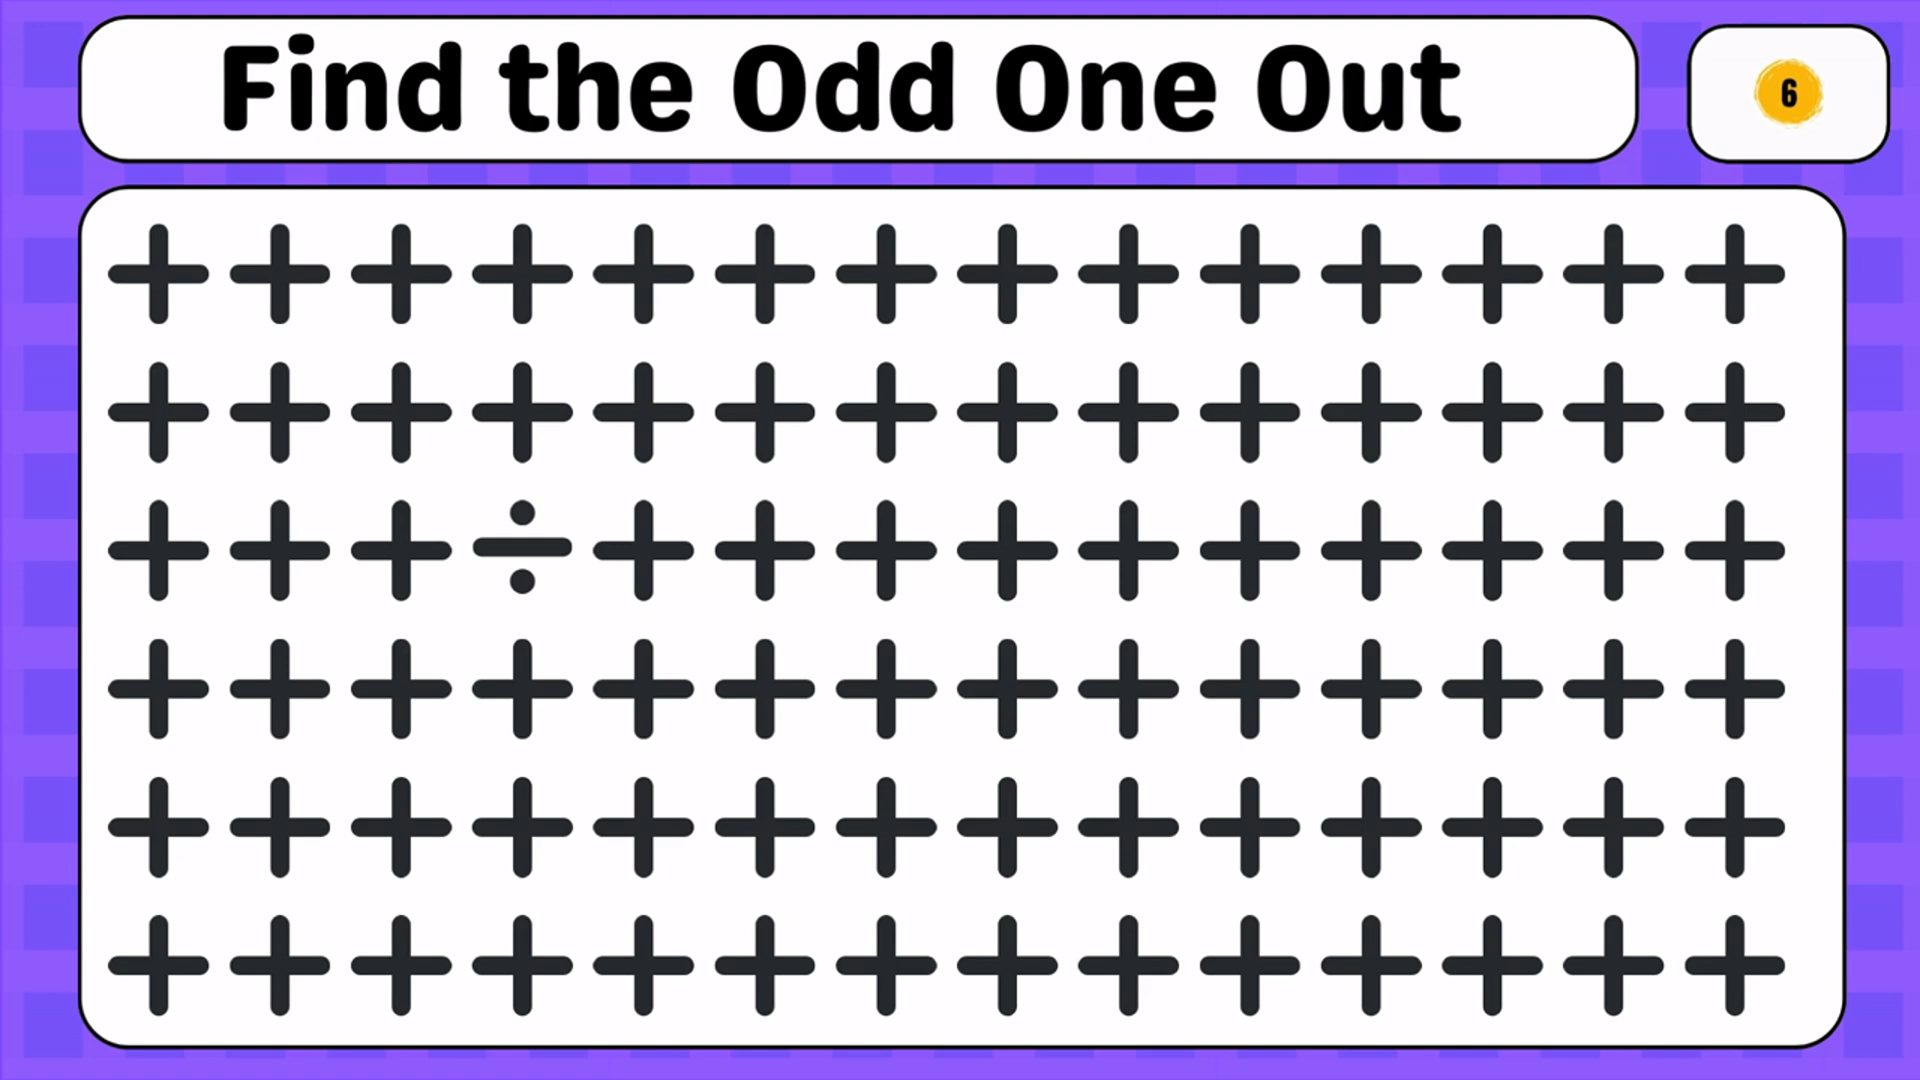 Find the Odd One Out
6
+ + + + + + + + + + + + + +
+ + + + + + + + + + + + + +
+ + + ÷ + + + + + + + + + +
+ + + + + + + + + + + + + +
+ + + + + + + + + + + + + +
+ + + + + + + + + + + + + +